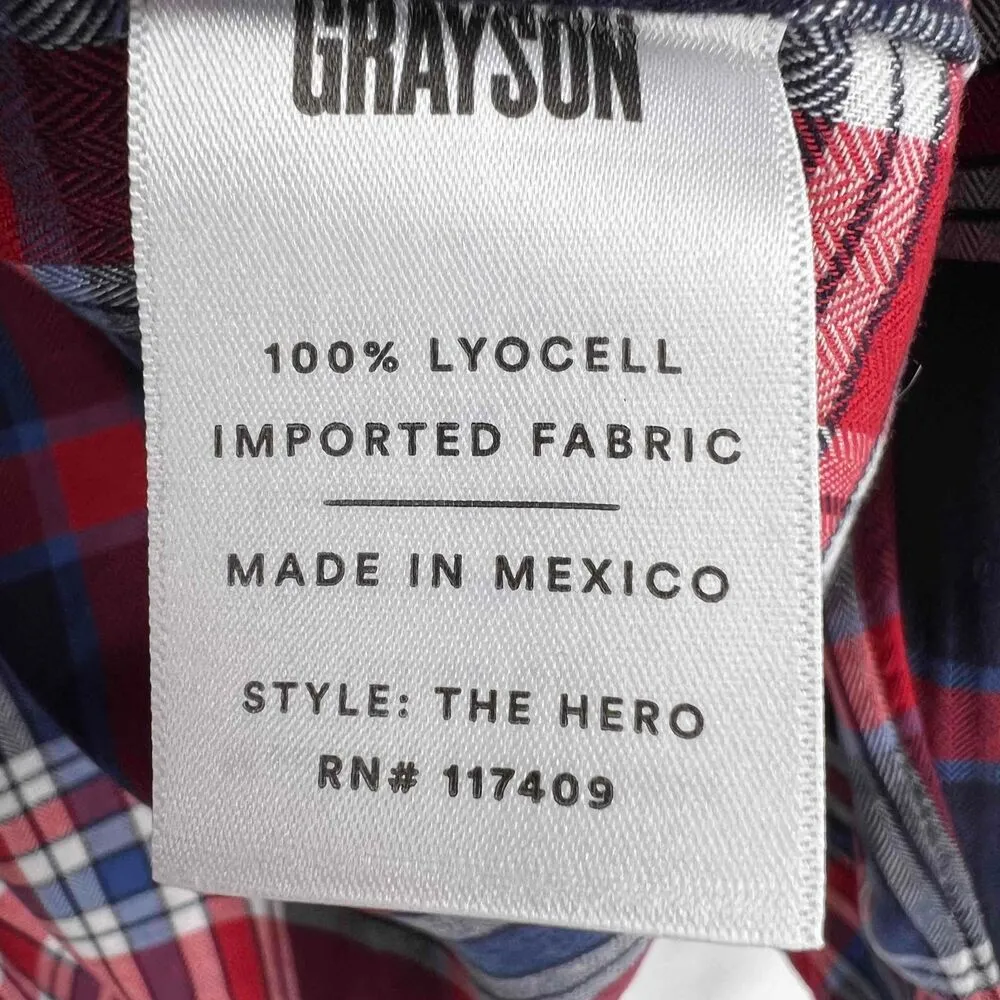 GRAYSON
100% LYOCELL
IMPORTED FABRIC
MADE IN MEXICO
STYLE: THE HERO
RN# 117409